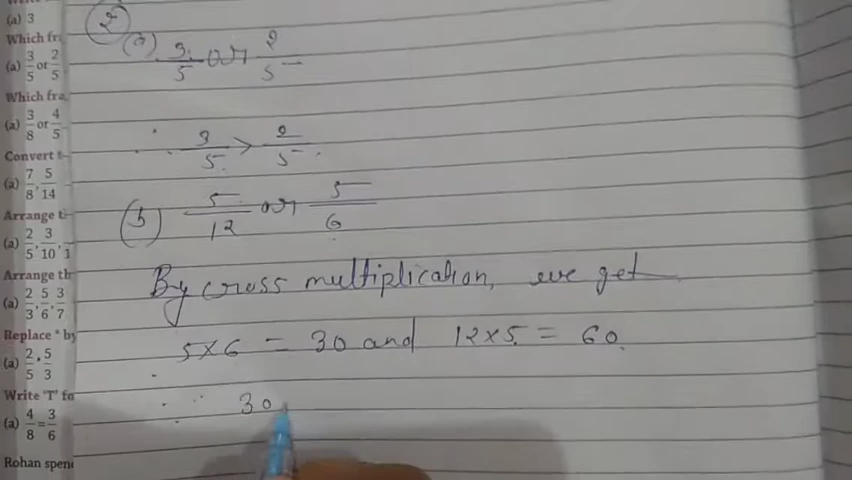 (a) 3
Which fr
(a) 3/5 or 2/5
Which fra
(a) 3/8 or 4/5
Convert t
(a) 7/8, 5/14
Arrange t
(a) 2/5, 3/10, 1
Arrange th
(a) 2/3, 5/6, 3/7
Replace * by
(a) 2/5 * 5/3
Write 'T' fo
(a) 4/8 = 3/6
Rohan spen
2
(a) 3/5 or 2/5
∴ 3/5 > 2/5
(b) 5/12 or 5/6
By cross multiplication, we get
5×6 = 30 and 12×5 = 60
∵ 30